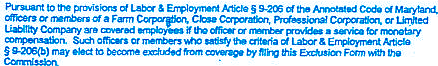 Pursuant to the provisions of Labor & Employment Article § 9-206 of the Annotated Code of Maryland,
officers or members of a Farm Corporation, Close Corporation, Professional Corporation, or Limited
Liability Company are covered employees if the officer or member provides a service for monetary
compensation. Such officers or members who satisfy the criteria of Labor & Employment Article
§ 9-206(b) may elect to become excluded from coverage by filing this Exclusion Form with the
Commission.